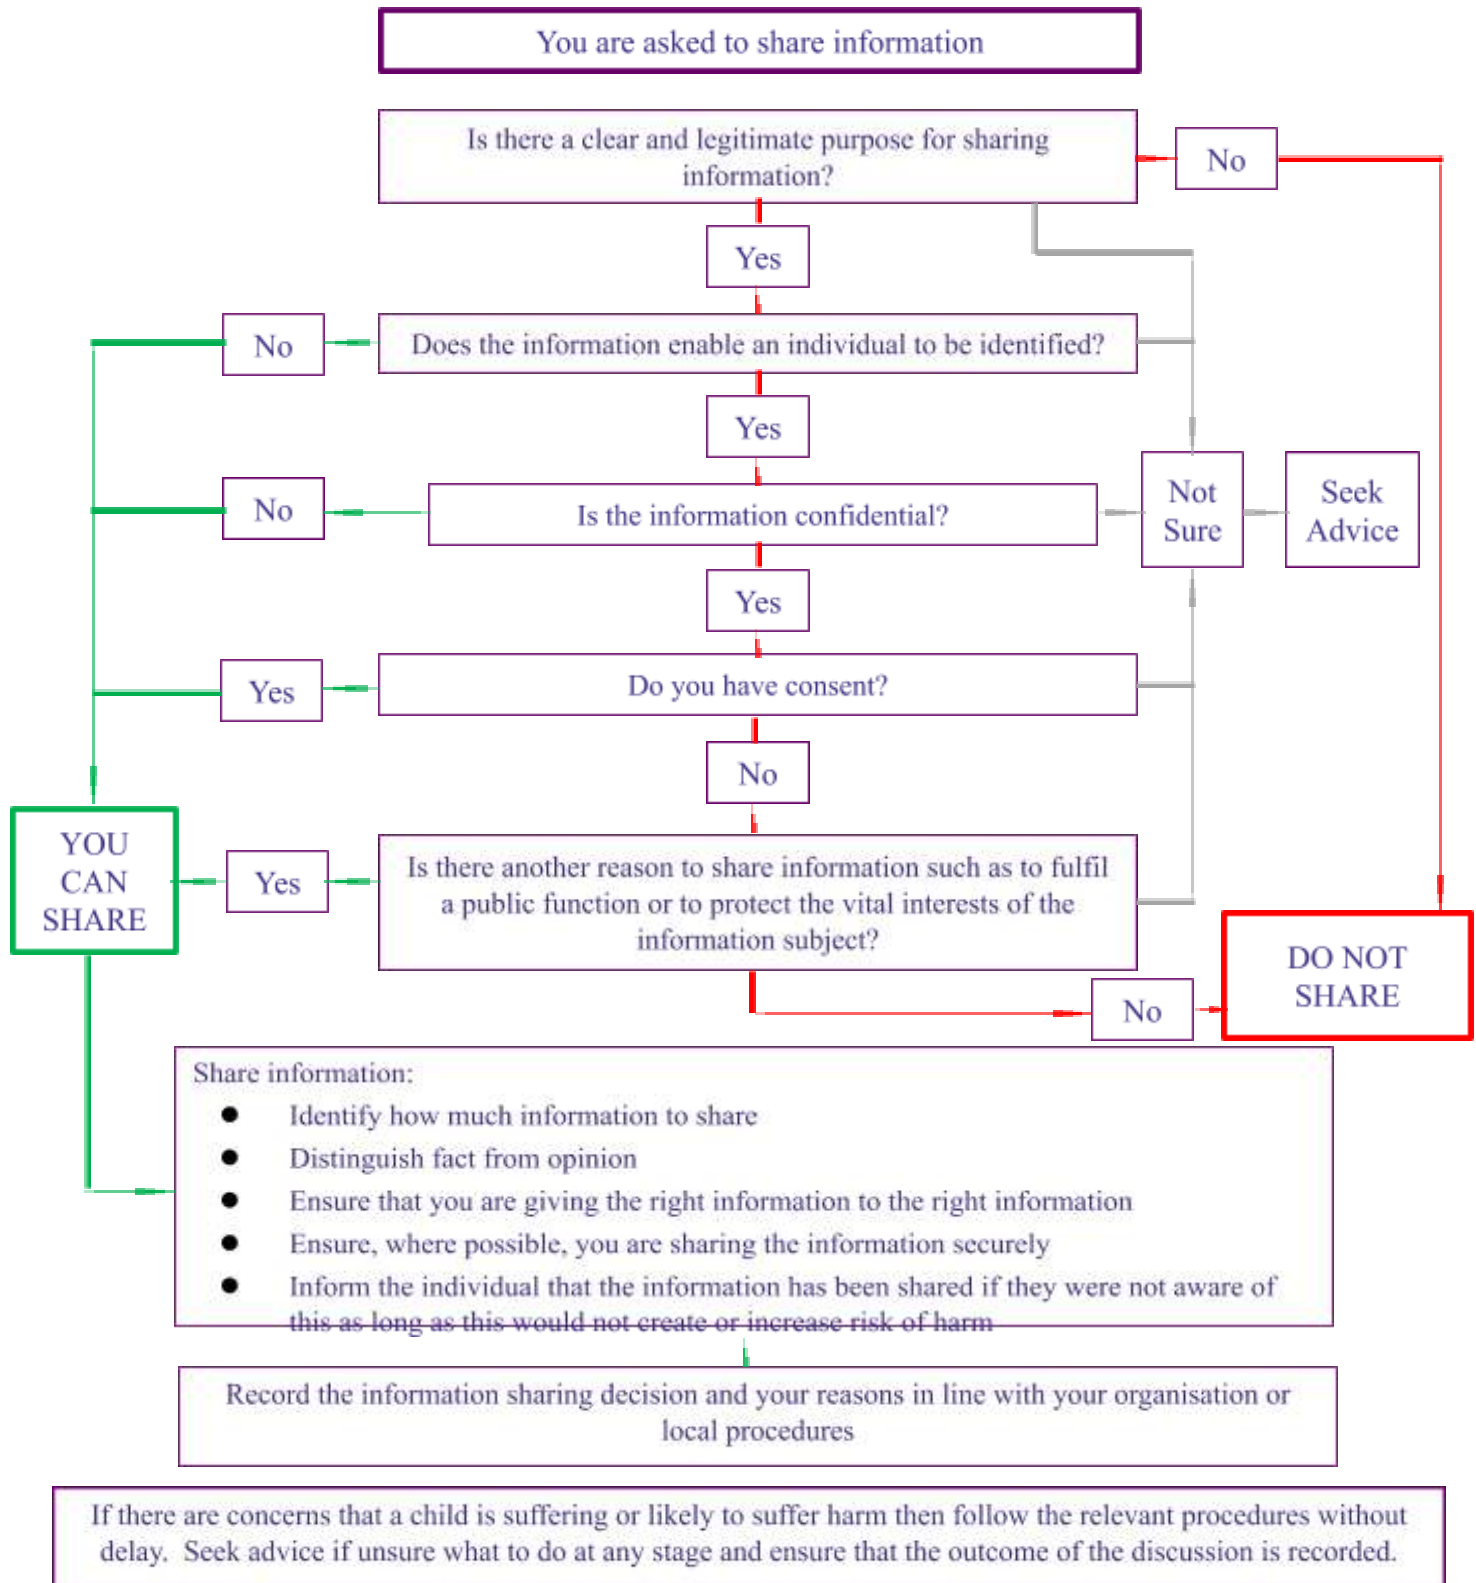 You are asked to share information
Is there a clear and legitimate purpose for sharing
information?
No
Yes
No
Does the information enable an individual to be identified?
Yes
No
Is the information confidential?
Not
Sure
Seek
Advice
Yes
Yes
Do you have consent?
No
YOU
CAN
SHARE
Yes
Is there another reason to share information such as to fulfil
a public function or to protect the vital interests of the
information subject?
DO NOT
SHARE
No
Share information:
● Identify how much information to share
● Distinguish fact from opinion
● Ensure that you are giving the right information to the right information
● Ensure, where possible, you are sharing the information securely
● Inform the individual that the information has been shared if they were not aware of
this as long as this would not create or increase risk of harm
Record the information sharing decision and your reasons in line with your organisation or
local procedures
If there are concerns that a child is suffering or likely to suffer harm then follow the relevant procedures without
delay.  Seek advice if unsure what to do at any stage and ensure that the outcome of the discussion is recorded.